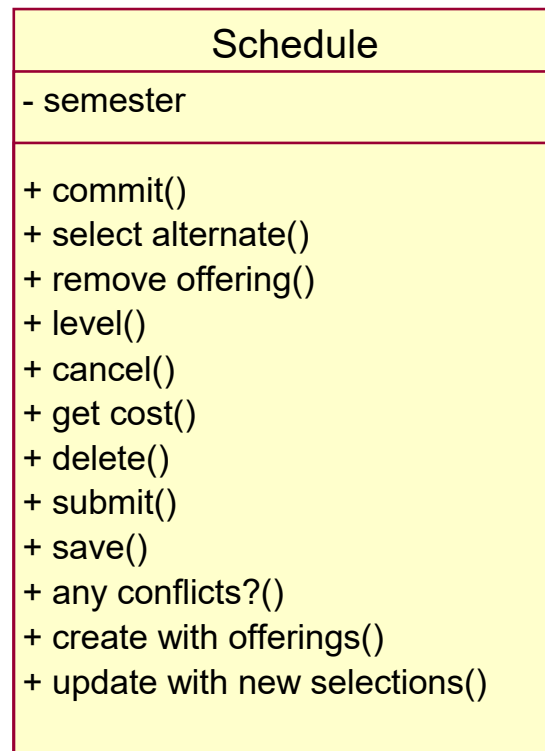 Schedule
- semester
+ commit()
+ select alternate()
+ remove offering()
+ level()
+ cancel()
+ get cost()
+ delete()
+ submit()
+ save()
+ any conflicts?()
+ create with offerings()
+ update with new selections()